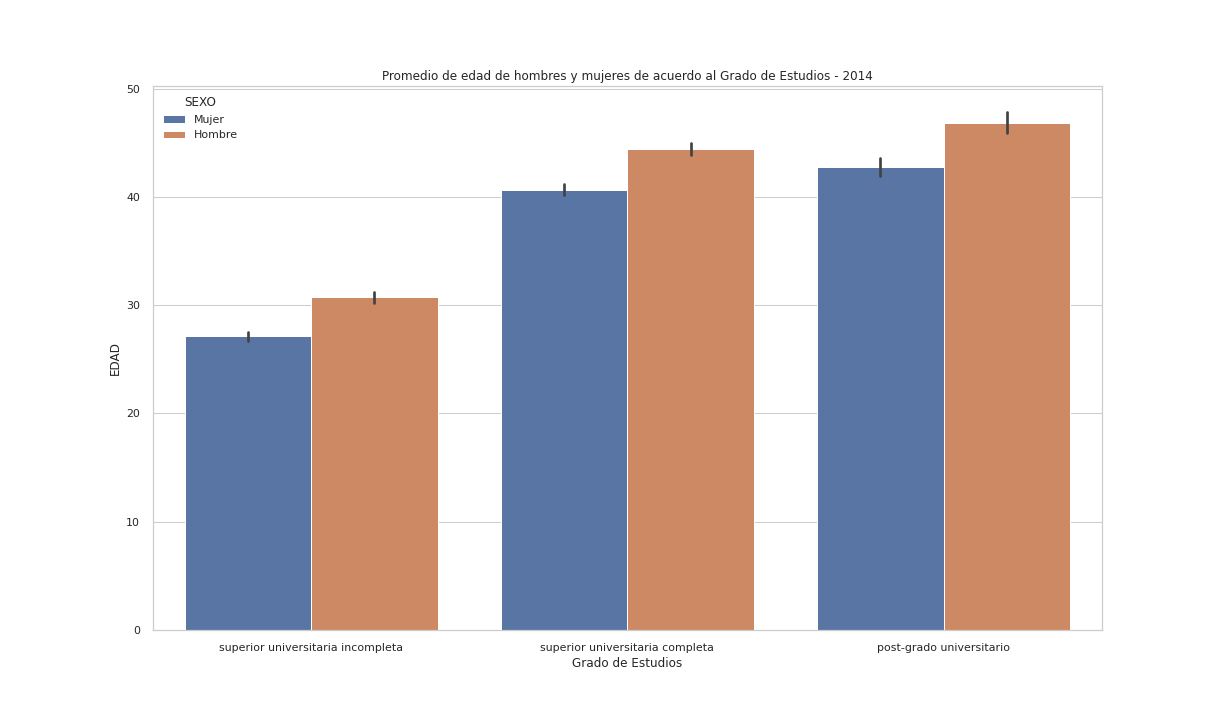 Promedio de edad de hombres y mujeres de acuerdo al Grado de Estudios - 2014
50
SEXO
Mujer
Hombre
40
30
EDAD
20
10
0
superior universitaria incompleta
superior universitaria completa
post-grado universitario
Grado de Estudios